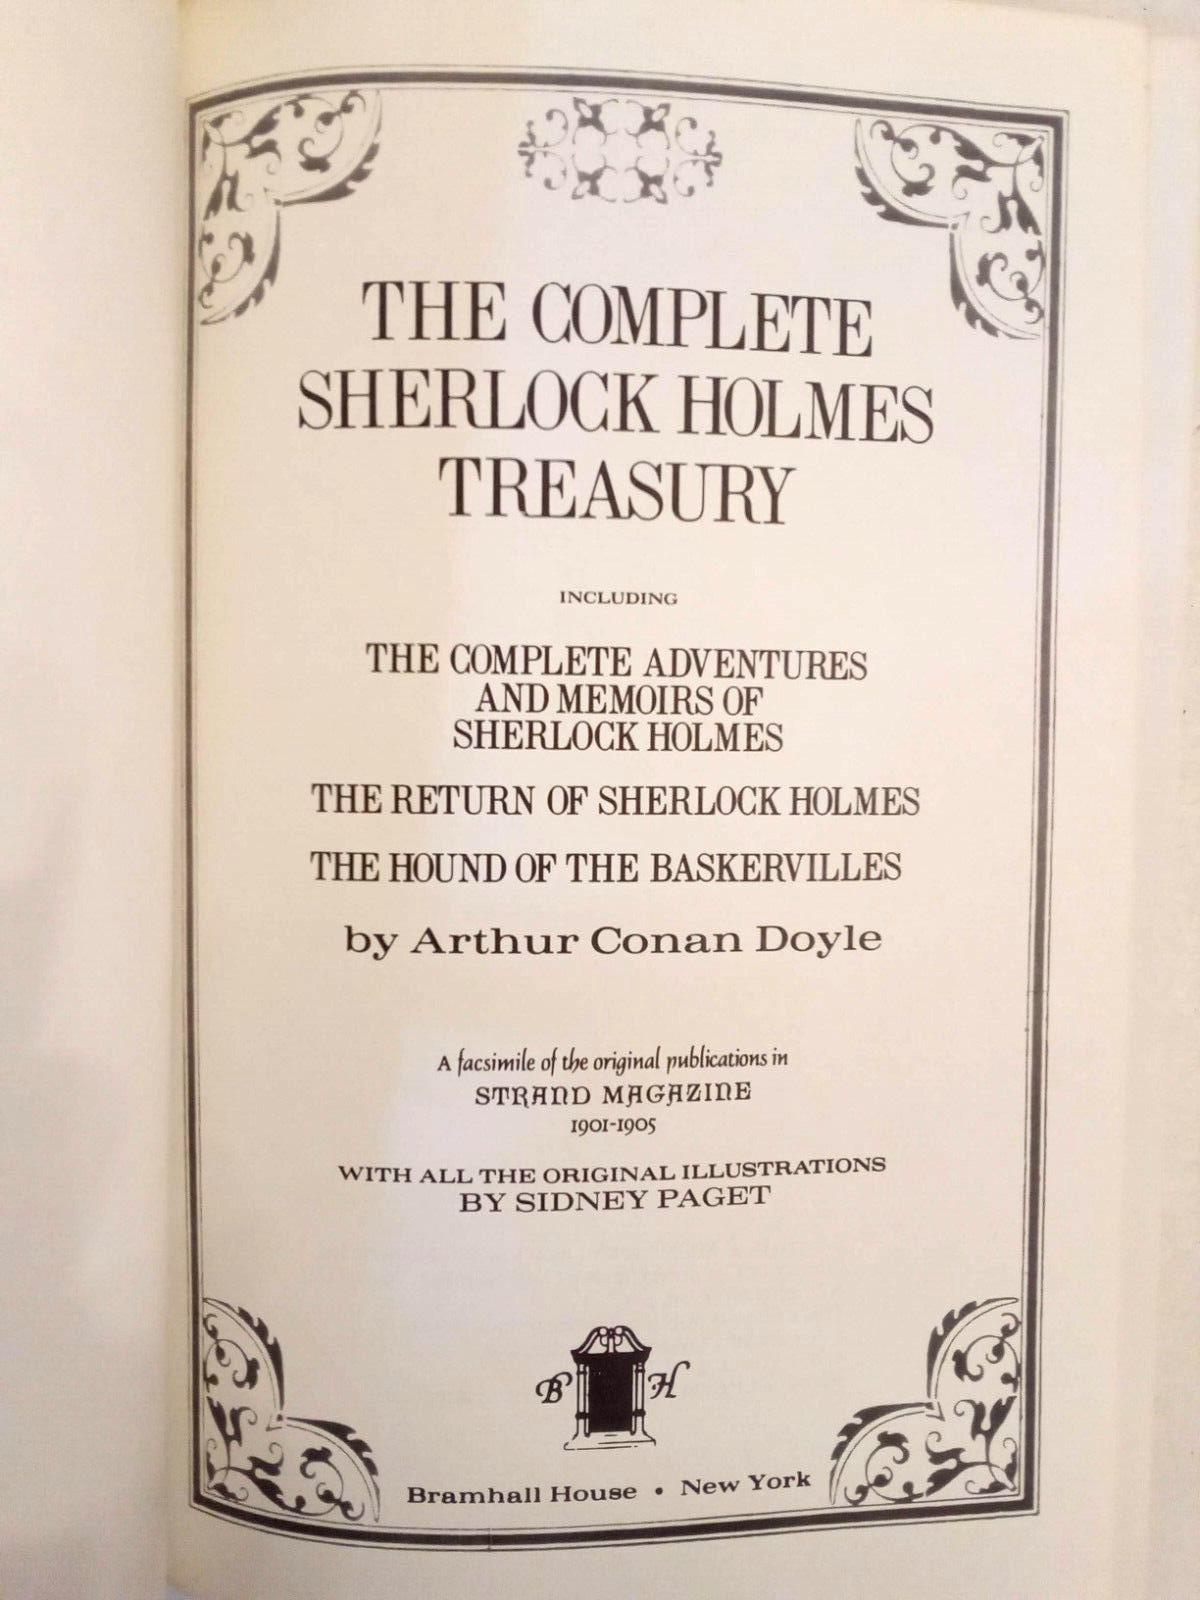 THE COMPLETE
SHERLOCK HOLMES
TREASURY
INCLUDING
THE COMPLETE ADVENTURES
AND MEMOIRS OF
SHERLOCK HOLMES
THE RETURN OF SHERLOCK HOLMES
THE HOUND OF THE BASKERVILLES
by Arthur Conan Doyle
A facsimile of the original publications in
STRAND MAGAZINE
1901-1905
WITH ALL THE ORIGINAL ILLUSTRATIONS
BY SIDNEY PAGET
B H
Bramhall House • New York